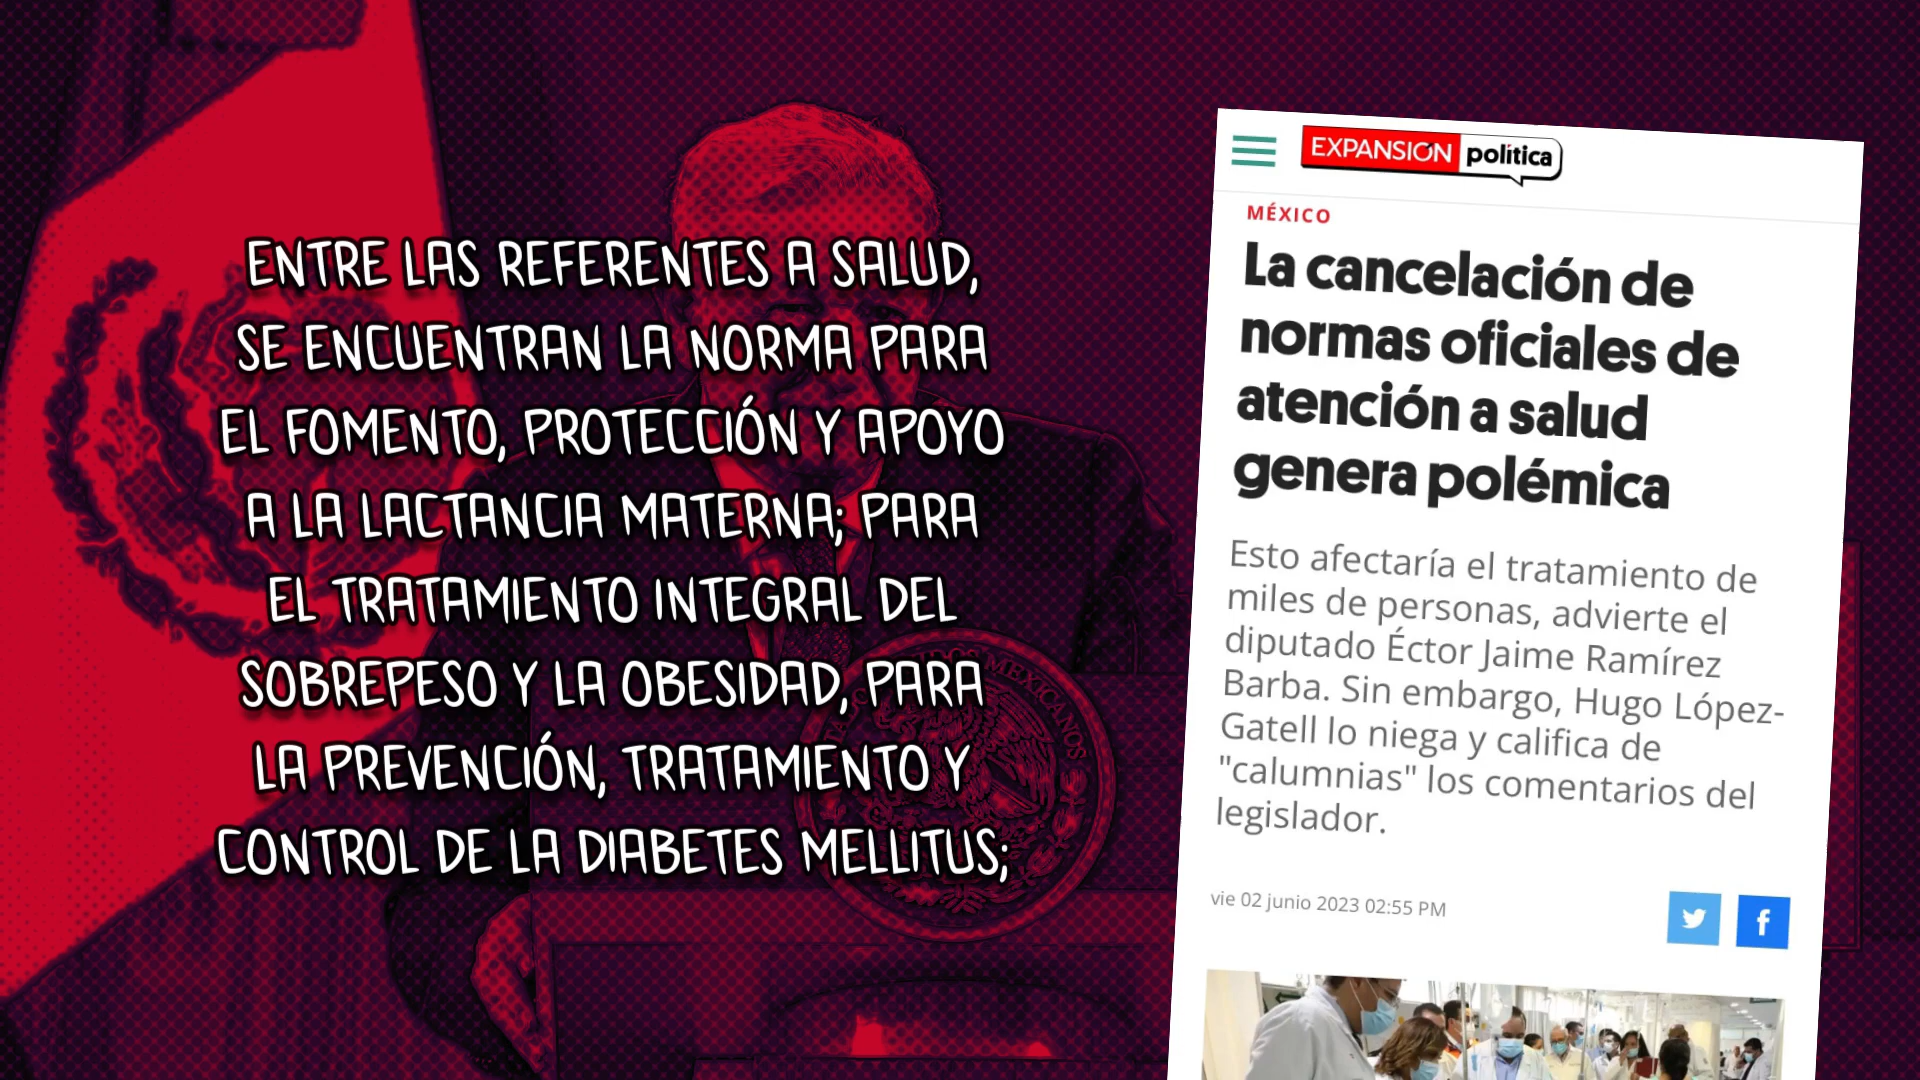 ENTRE LAS REFERENTES A SALUD,
SE ENCUENTRAN LA NORMA PARA
EL FOMENTO, PROTECCIÓN Y APOYO
A LA LACTANCIA MATERNA; PARA
EL TRATAMIENTO INTEGRAL DEL
SOBREPESO Y LA OBESIDAD, PARA
LA PREVENCIÓN, TRATAMIENTO Y
CONTROL DE LA DIABETES MELLITUS;
EXPANSIÓN política
MÉXICO
La cancelación de
normas oficiales de
atención a salud
genera polémica
Esto afectaría el tratamiento de
miles de personas, advierte el
diputado Éctor Jaime Ramírez
Barba. Sin embargo, Hugo López-
Gatell lo niega y califica de
"calumnias" los comentarios del
legislador.
vie 02 junio 2023 02:55 PM
MEXICANOS